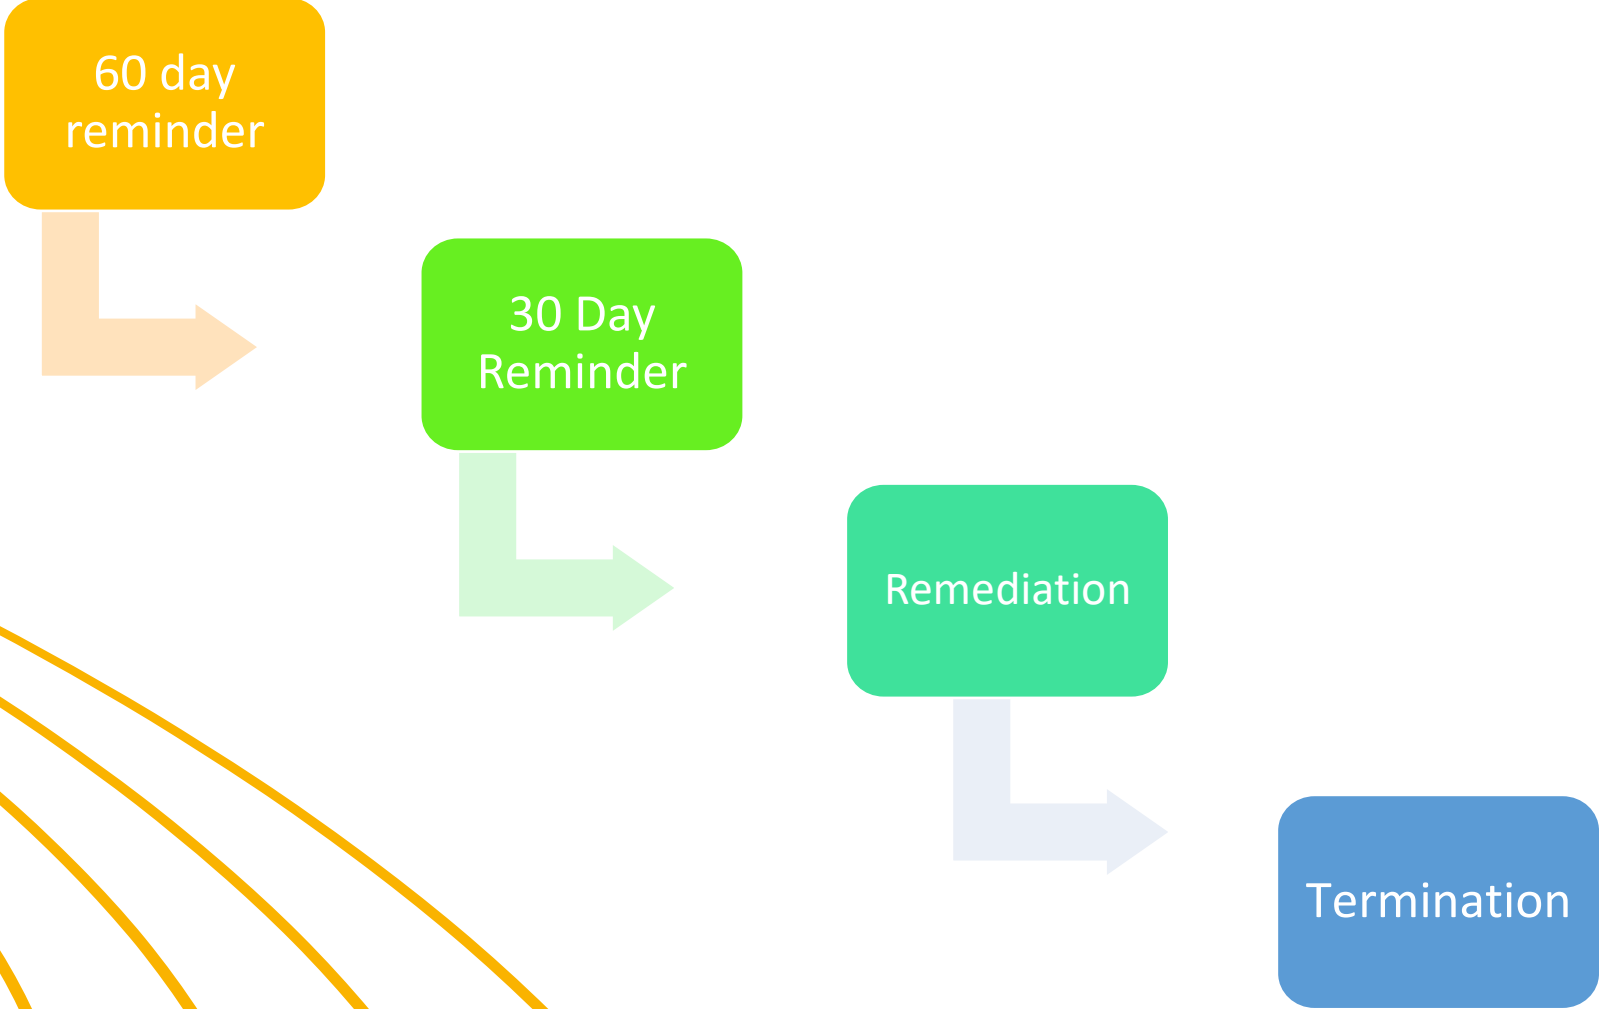 60 day
reminder
30 Day
Reminder
Remediation
Termination